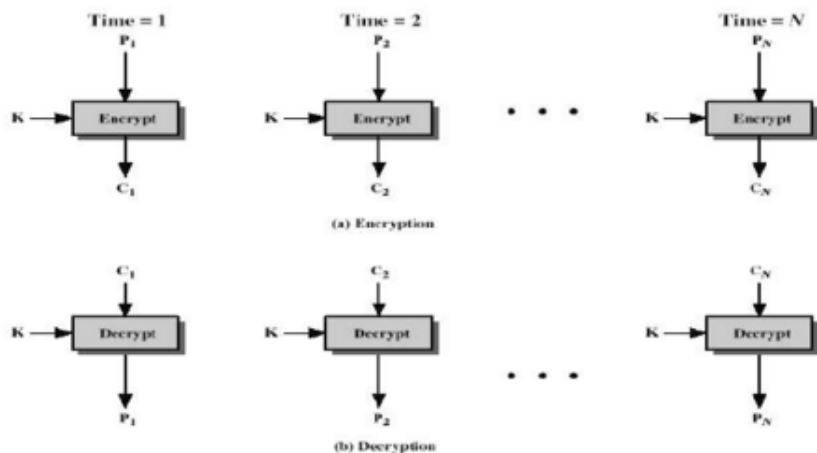 Time = 1 Time = 2 Time = N
P1 P2 PN
K Encrypt K Encrypt • • • K Encrypt
C1 C2 CN
(a) Encryption
C1 C2 CN
K Decrypt K Decrypt • • • K Decrypt
P1 P2 PN
(b) Decryption